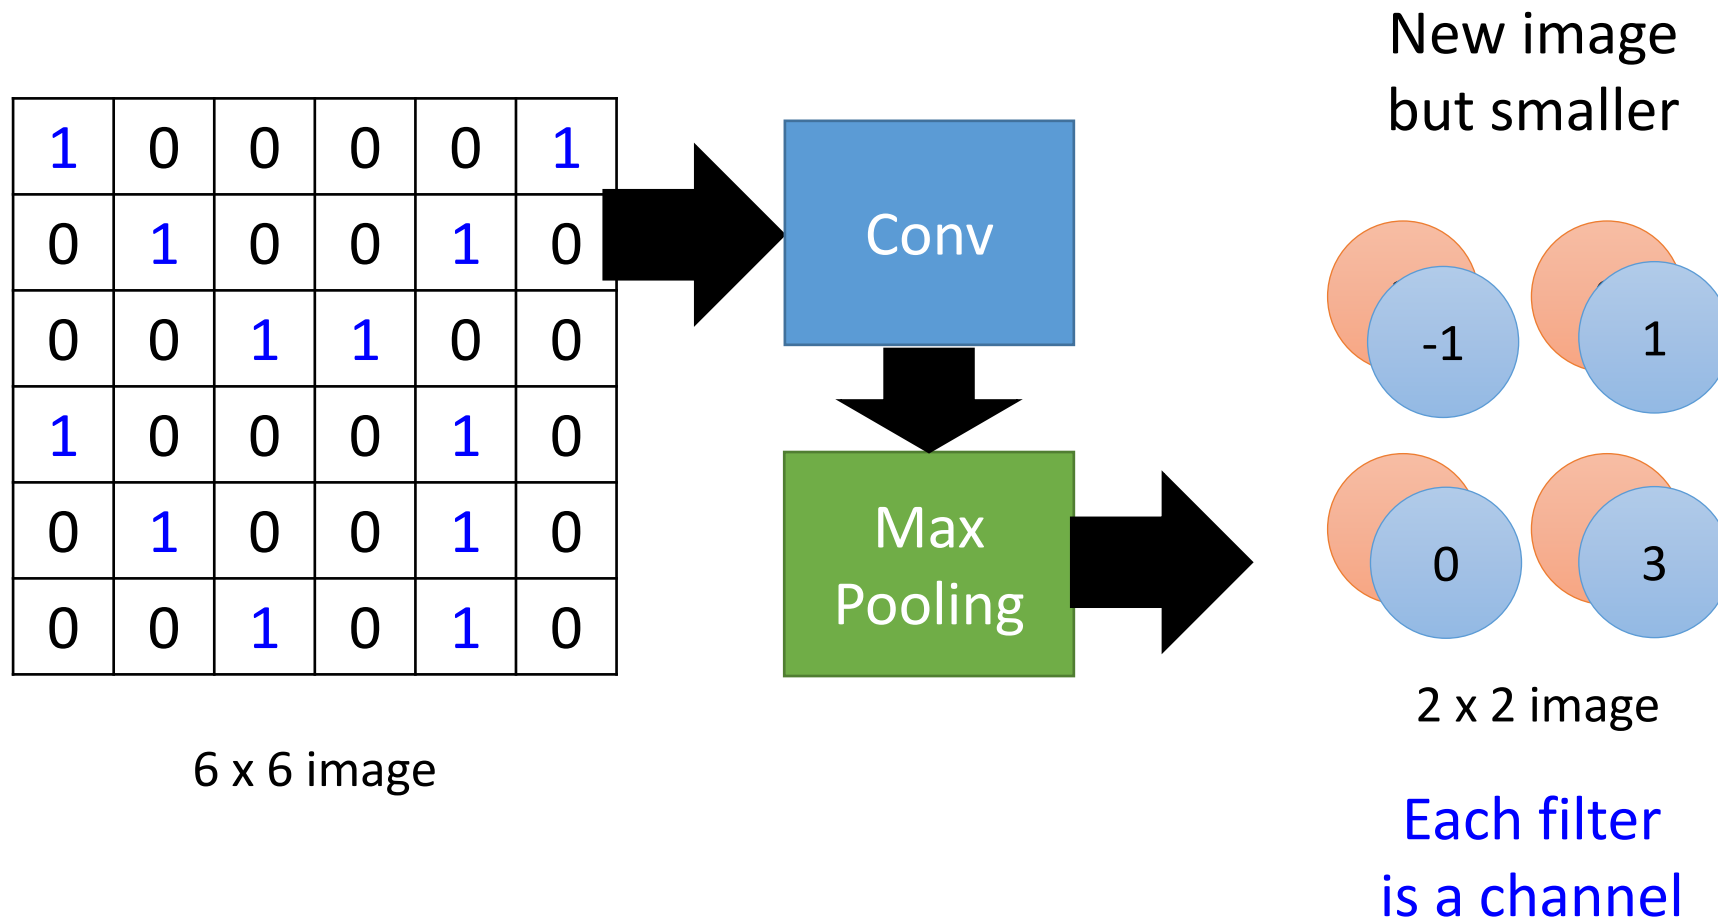 1 0 0 0 0 1
0 1 0 0 1 0
0 0 1 1 0 0
1 0 0 0 1 0
0 1 0 0 1 0
0 0 1 0 1 0
6 x 6 image
Conv
Max
Pooling
New image
but smaller
-1 1
0 3
2 x 2 image
Each filter
is a channel